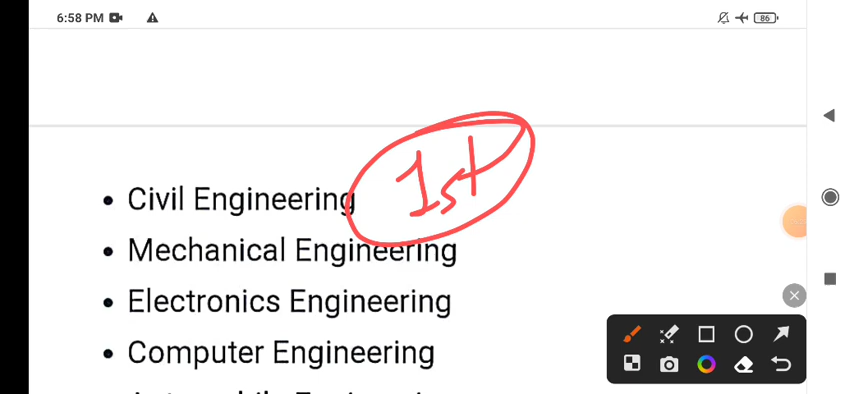 6:58 PM
86
1st
• Civil Engineering
• Mechanical Engineering
• Electronics Engineering
• Computer Engineering